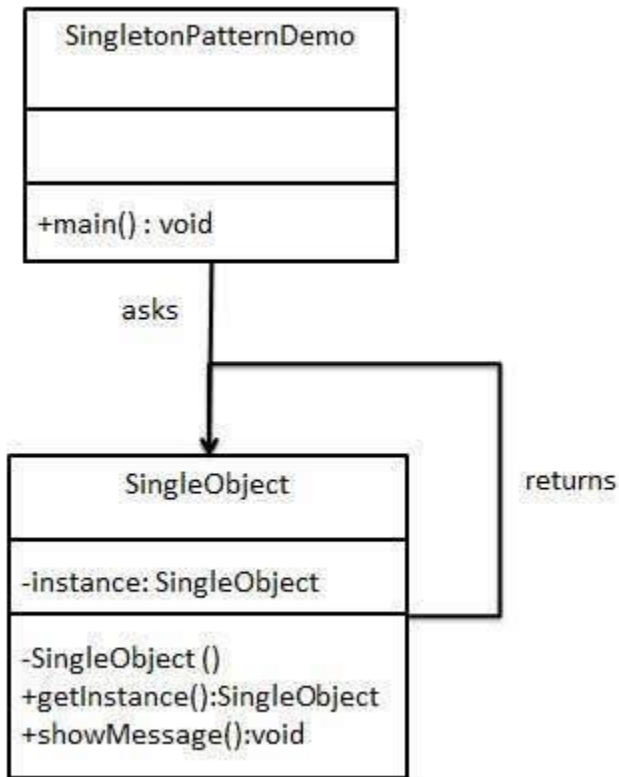 SingletonPatternDemo
+main() : void
asks
SingleObject
returns
-instance: SingleObject
-SingleObject ()
+getInstance():SingleObject
+showMessage():void